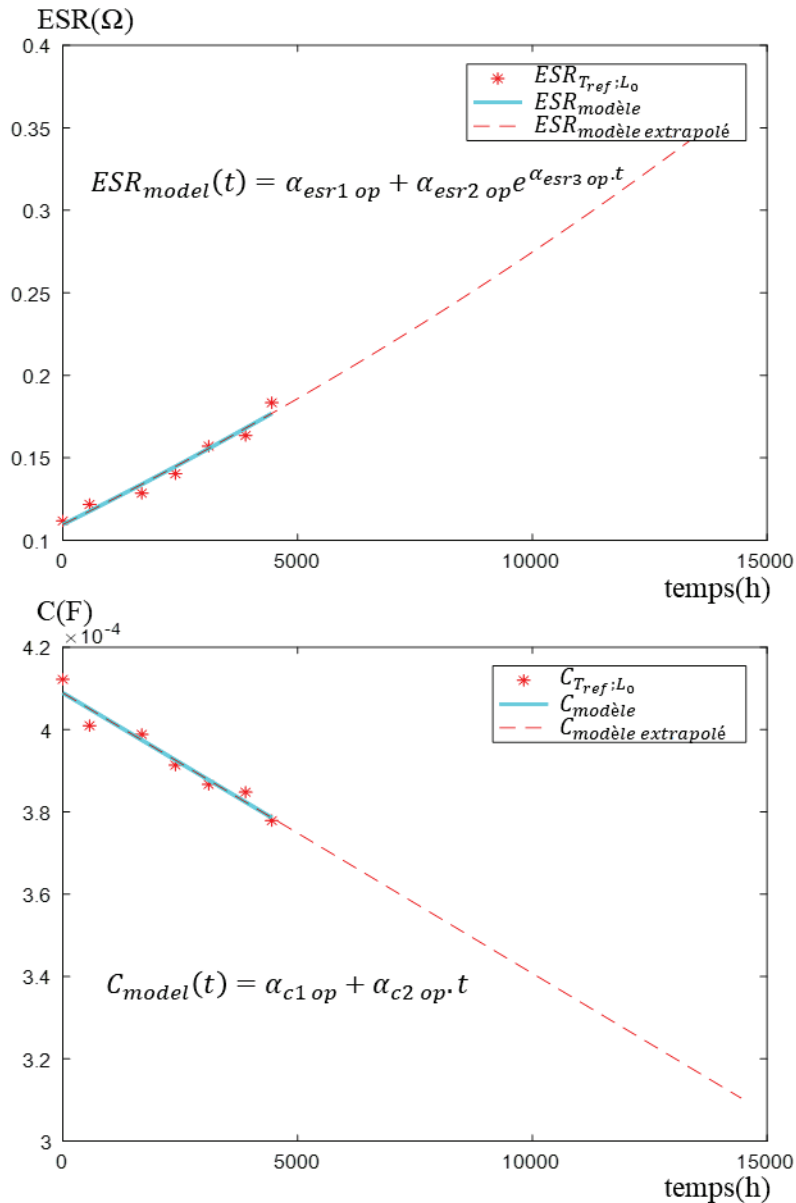 ESR(Ω)
0.4
0.35
0.3
0.25
0.2
0.15
0.1
ESR_{T_{ref};L_0}
ESR_{modèle}
ESR_{modèle extrapolé}
ESR_{model}(t) = α_{esr1 op} + α_{esr2 op}e^{α_{esr3 op}.t}
0 5000 10000 15000
temps(h)
C(F)
×10^{-4}
4.2
4
3.8
3.6
3.4
3.2
3
C_{T_{ref};L_0}
C_{modèle}
C_{modèle extrapolé}
C_{model}(t) = α_{c1 op} + α_{c2 op}.t
0 5000 10000 15000
temps(h)